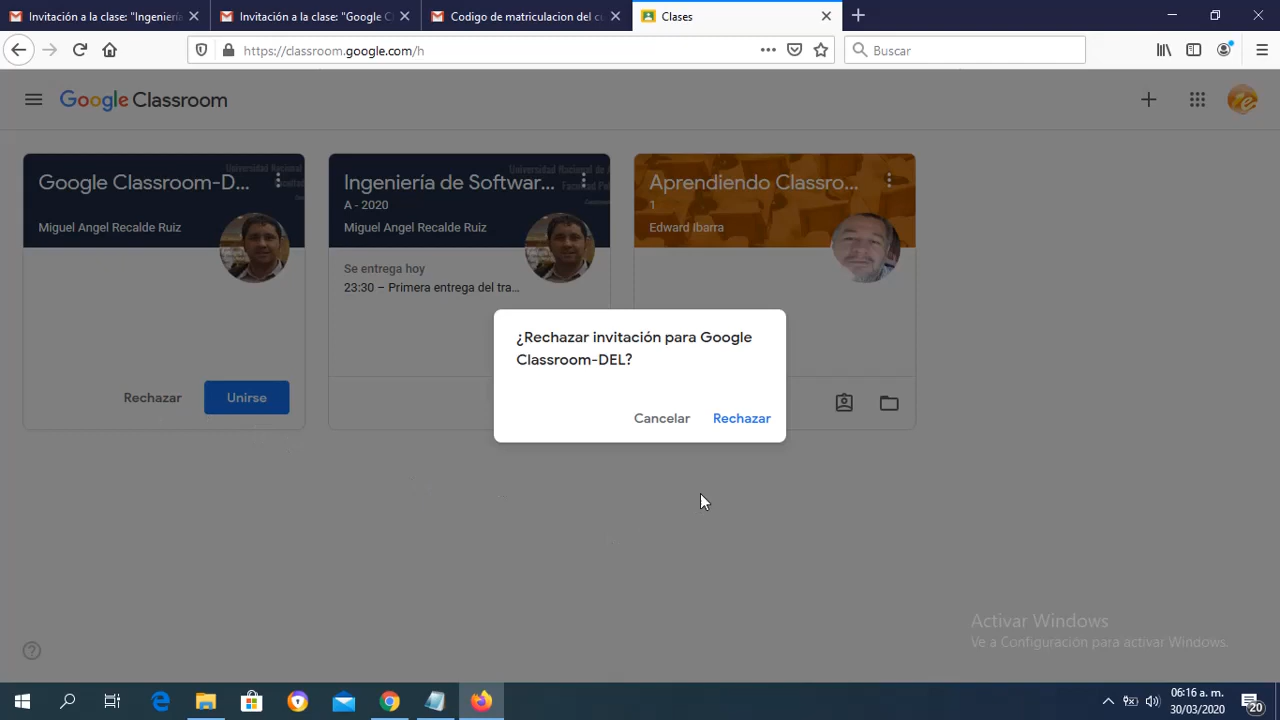 Invitación a la clase: "Ingeniería
Invitación a la clase: "Google C
Codigo de matriculacion del cu
Clases
https://classroom.google.com/h
Buscar
Google Classroom
Google Classroom-D...
Miguel Angel Recalde Ruiz
Ingeniería de Softwar...
A - 2020
Miguel Angel Recalde Ruiz
Aprendiendo Classro...
1
Edward Ibarra
Se entrega hoy
23:30 – Primera entrega del tra...
¿Rechazar invitación para Google
Classroom-DEL?
Cancelar
Rechazar
Rechazar
Unirse
Activar Windows
Ve a Configuración para activar Windows.
06:16 a. m.
30/03/2020
20